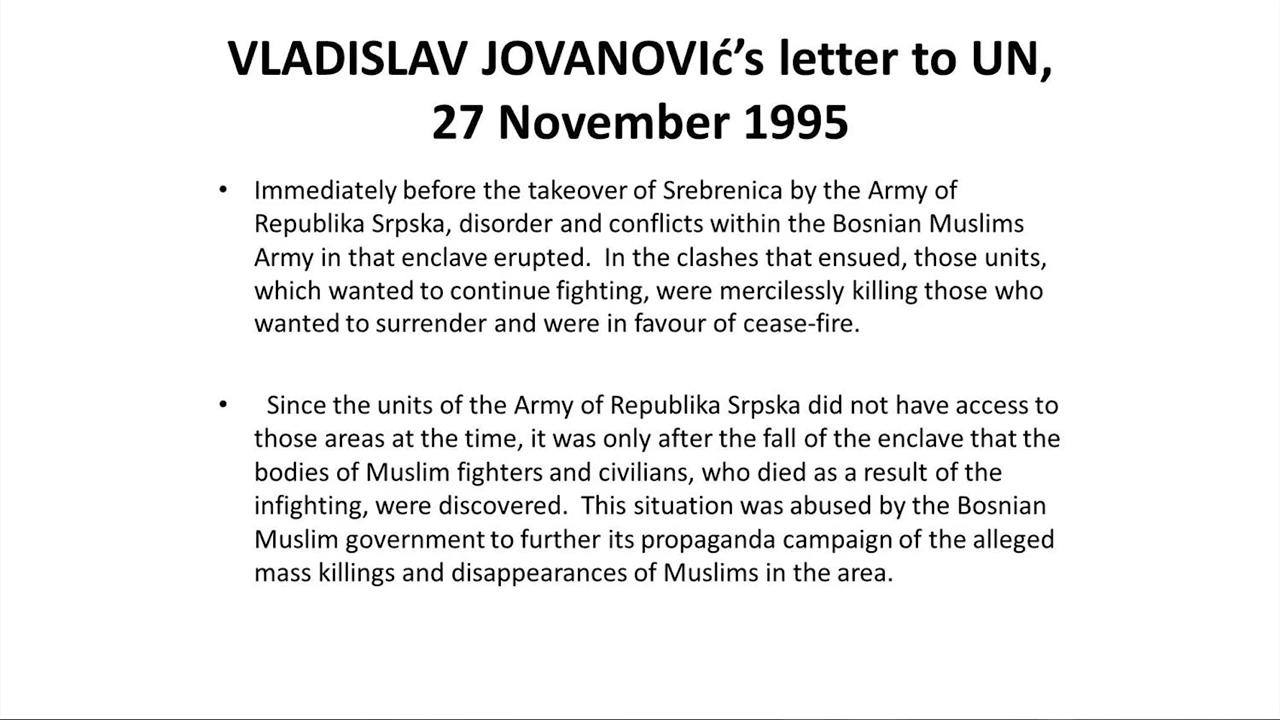 VLADISLAV JOVANOVIć’s letter to UN,
27 November 1995
• Immediately before the takeover of Srebrenica by the Army of
Republika Srpska, disorder and conflicts within the Bosnian Muslims
Army in that enclave erupted.  In the clashes that ensued, those units,
which wanted to continue fighting, were mercilessly killing those who
wanted to surrender and were in favour of cease-fire.
• Since the units of the Army of Republika Srpska did not have access to
those areas at the time, it was only after the fall of the enclave that the
bodies of Muslim fighters and civilians, who died as a result of the
infighting, were discovered.  This situation was abused by the Bosnian
Muslim government to further its propaganda campaign of the alleged
mass killings and disappearances of Muslims in the area.